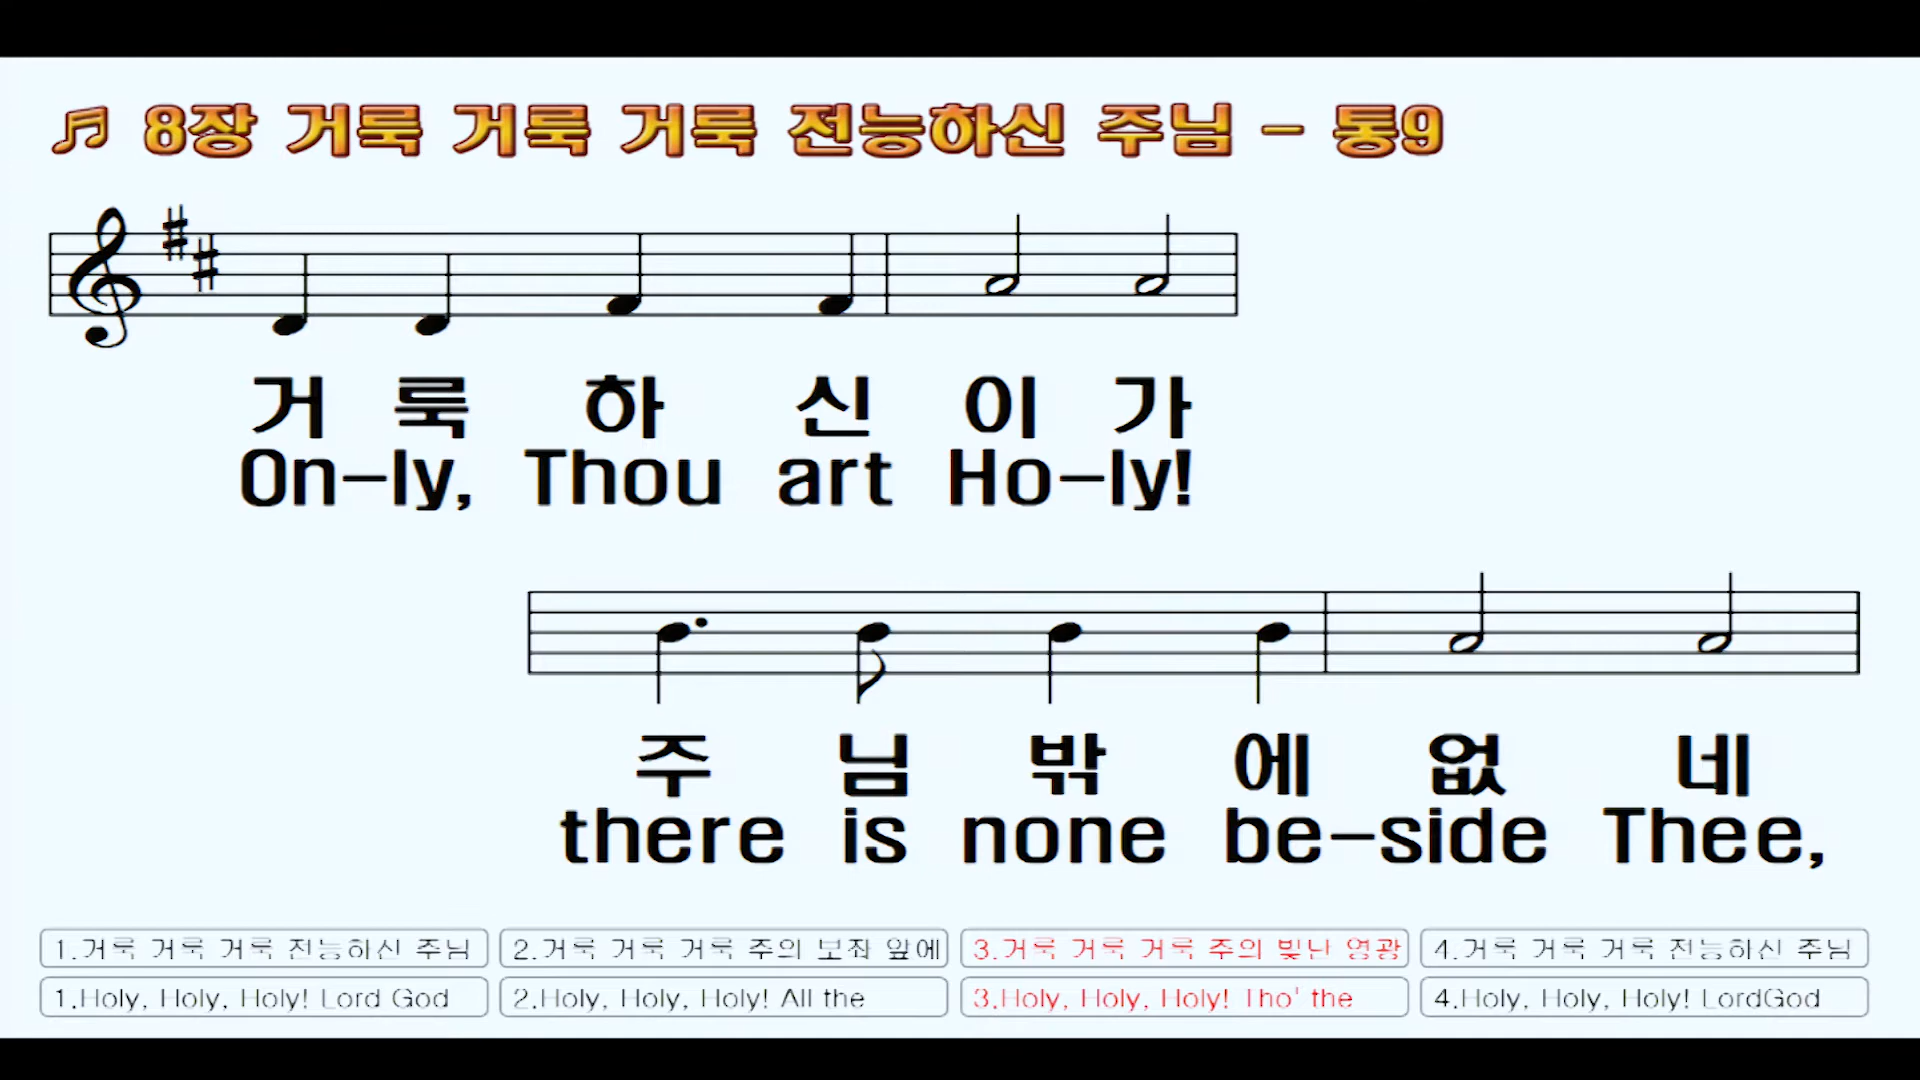 ♬ 8장 거룩 거룩 거룩 전능하신 주님 - 통9
거 룩 하 신 이 가
On-ly, Thou art Ho-ly!
주 님 밖 에 없 네
there is none be-side Thee,
1.거룩 거룩 거룩 전능하신 주님
2.거룩 거룩 거룩 주의 보좌 앞에
3.거룩 거룩 거룩 주의 빛난 영광
4.거룩 거룩 거룩 전능하신 주님
1.Holy, Holy, Holy! Lord God
2.Holy, Holy, Holy! All the
3.Holy, Holy, Holy! Tho' the
4.Holy, Holy, Holy! LordGod